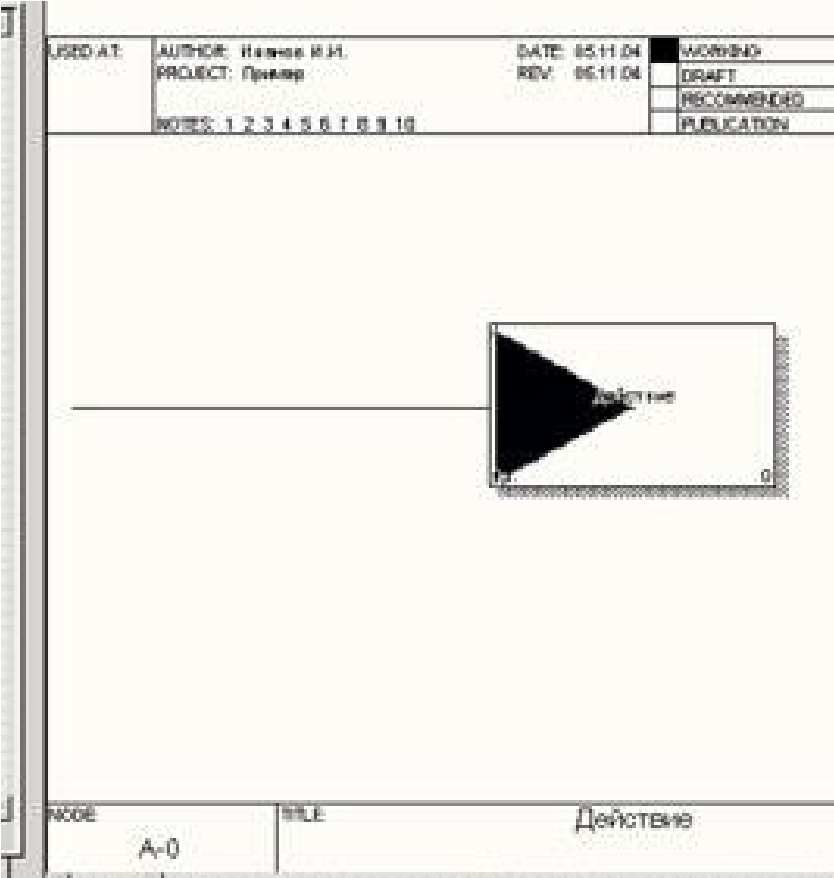 USED AT:
AUTHOR: Иванов И.И.
DATE: 05.11.04
PROJECT: Пример
REV: 05.11.04
NOTES: 1 2 3 4 5 6 7 8 9 10
WORKING
DRAFT
RECOMMENDED
PUBLICATION
Действие
0
NODE:
A-0
TITLE:
Действие